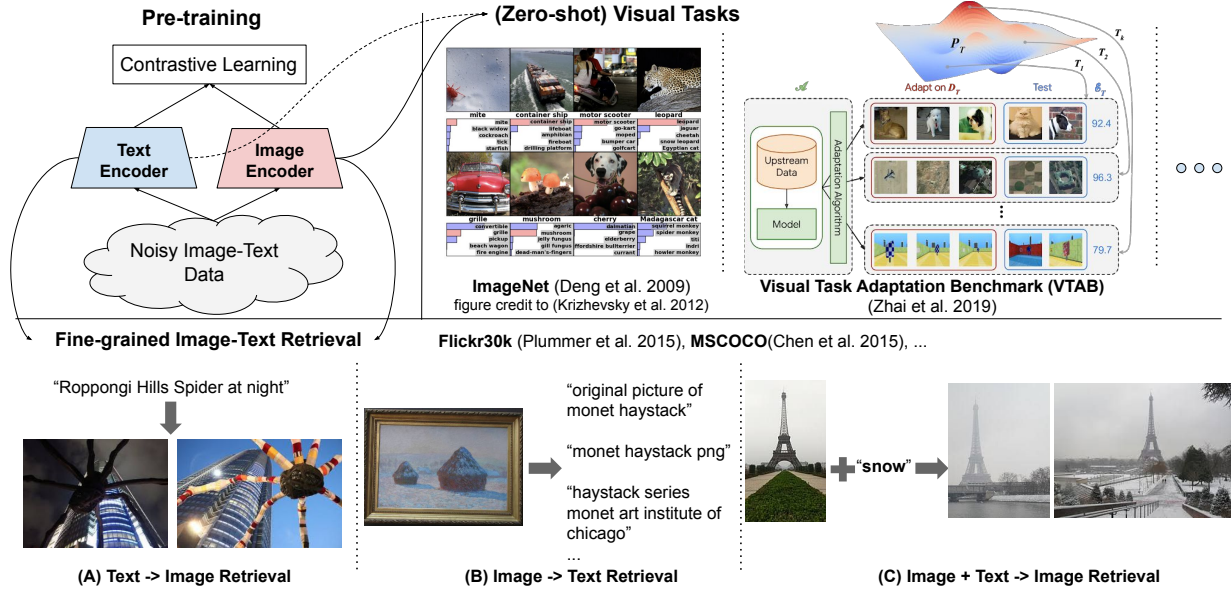 Pre-training
Contrastive Learning
Text
Encoder
Image
Encoder
Noisy Image-Text
Data
(Zero-shot) Visual Tasks
mite
container ship
motor scooter
leopard
mite
black widow
cockroach
tick
starfish
container ship
lifeboat
amphibian
fireboat
drilling platform
motor scooter
go-kart
moped
bumper car
golfcart
leopard
jaguar
cheetah
snow leopard
Egyptian cat
grille
mushroom
cherry
Madagascar cat
convertible
grille
pickup
beach wagon
fire engine
agaric
mushroom
jelly fungus
gill fungus
dead-man's-fingers
dalmatian
grape
elderberry
ffordshire bullterrier
currant
squirrel monkey
spider monkey
titi
indri
howler monkey
ImageNet (Deng et al. 2009)
figure credit to (Krizhevsky et al. 2012)
P_T
T_1
T_2
T_k
Adapt on D_T
Test
Upstream
Data
Model
Adaptation Algorithm
92.4
96.3
79.7
Visual Task Adaptation Benchmark (VTAB)
(Zhai et al. 2019)
Fine-grained Image-Text Retrieval
Flickr30k (Plummer et al. 2015), MSCOCO(Chen et al. 2015), ...
“Roppongi Hills Spider at night”
(A) Text -> Image Retrieval
“original picture of
monet haystack”
“monet haystack png”
“haystack series
monet art institute of
chicago”
...
(B) Image -> Text Retrieval
“snow”
(C) Image + Text -> Image Retrieval